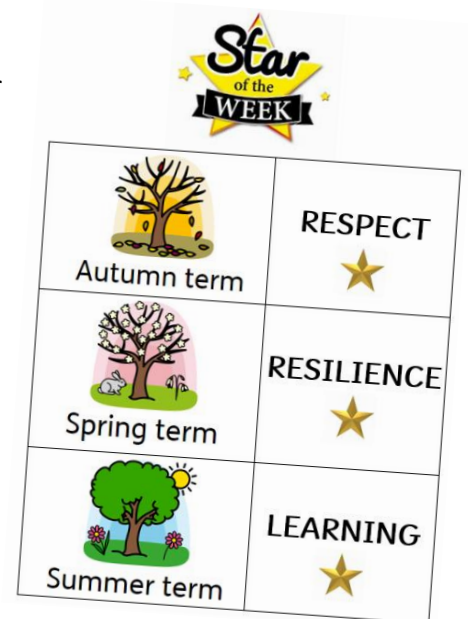 Star
of the
WEEK
Autumn term
RESPECT
Spring term
RESILIENCE
Summer term
LEARNING